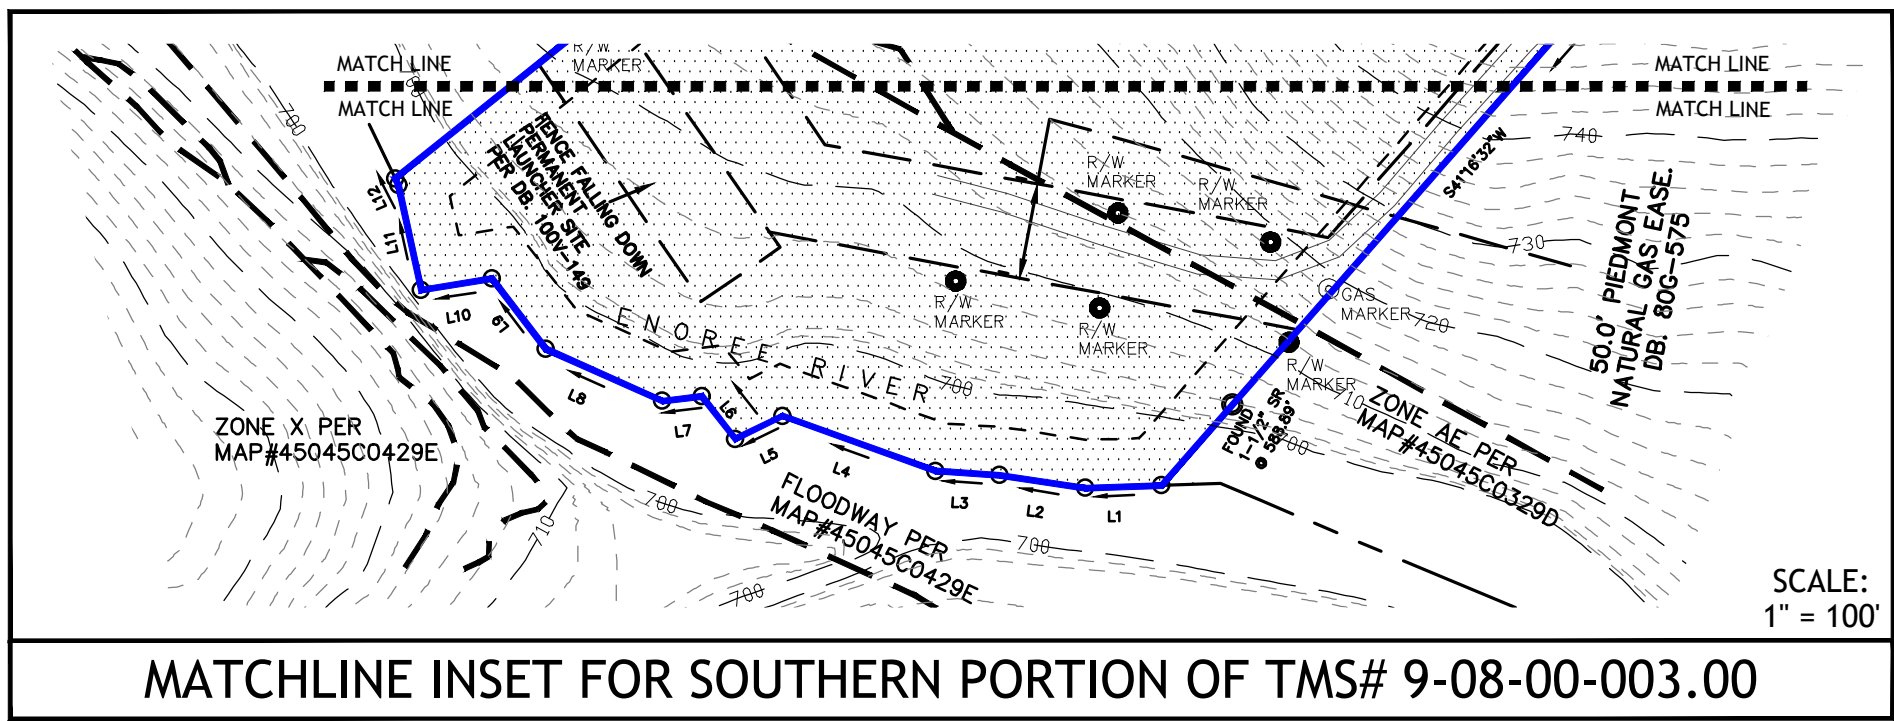 MATCH LINE
MATCH LINE
R/W
MARKER
MATCH LINE
MATCH LINE
700
740
730
720
710
700
700
700
700
700
710
S41°16'32"W
FENCE FALLING DOWN
PERMANENT
LAUNCHER SITE
PER DB. 100V-149
R/W
MARKER
R/W
MARKER
R/W
MARKER
R/W
MARKER
GAS
MARKER
R/W
MARKER
50.0' PIEDMONT
NATURAL GAS EASE.
DB. 80G-575
ENOREE RIVER
L12
L11
L10
L9
L8
L7
L6
L5
L4
L3
L2
L1
FOUND
1-1/2" SR
@ 588.89'
ZONE X PER
MAP#45045C0429E
FLOODWAY PER
MAP#45045C0429E
ZONE AE PER
MAP#45045C0329D
SCALE:
1" = 100'
MATCHLINE INSET FOR SOUTHERN PORTION OF TMS# 9-08-00-003.00